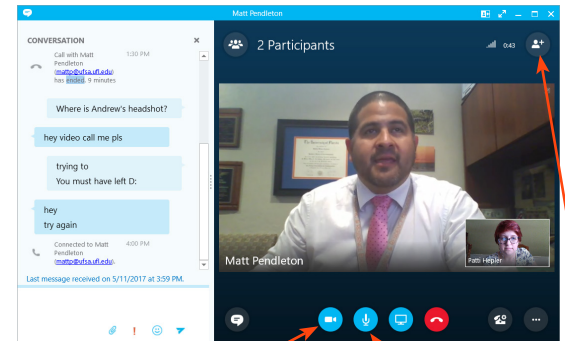 Matt Pendleton
CONVERSATION
Call with Matt 1:30 PM
Pendleton
(mattp@ufsa.ufl.edu)
has ended. 9 minutes
Where is Andrew's headshot?
hey video call me pls
trying to
You must have left D:
hey
try again
Connected to Matt 4:00 PM
Pendleton
(mattp@ufsa.ufl.edu).
Last message received on 5/11/2017 at 3:59 PM.
2 Participants
0:43
Matt Pendleton
Patti Hepler